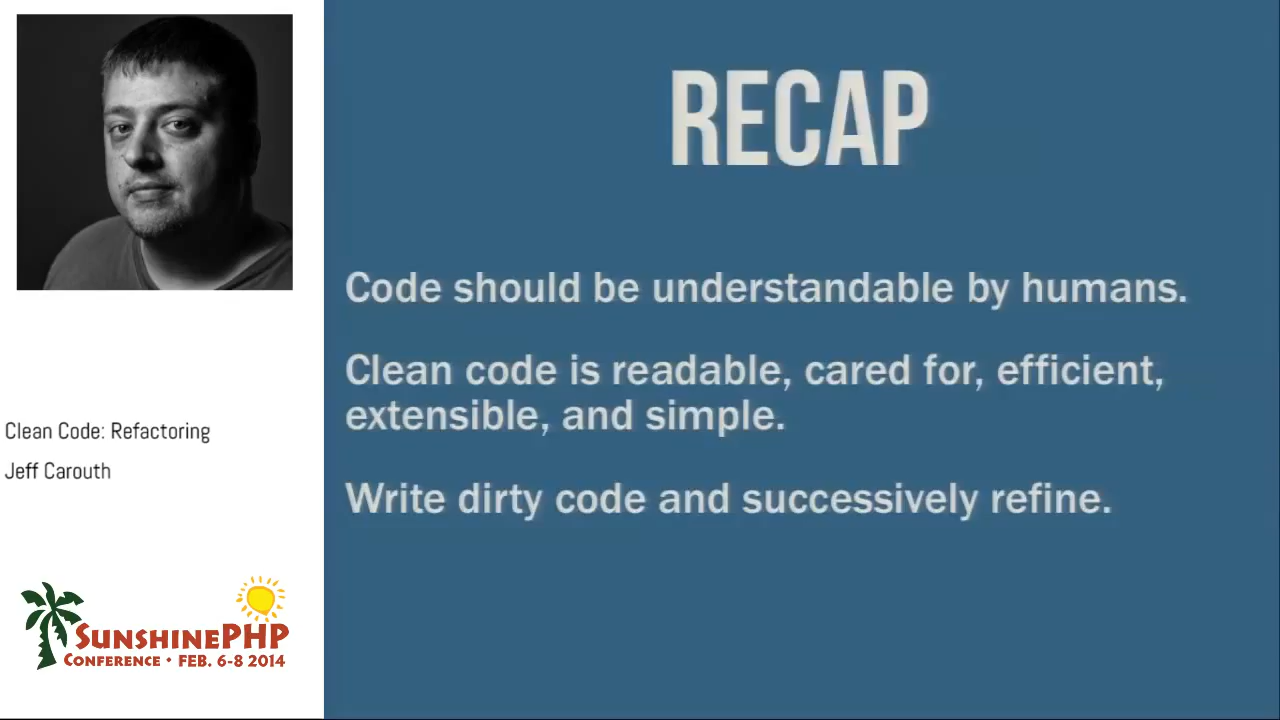 RECAP
Code should be understandable by humans.
Clean code is readable, cared for, efficient,
extensible, and simple.
Write dirty code and successively refine.
Clean Code: Refactoring
Jeff Carouth
SUNSHINEPHP
CONFERENCE • FEB. 6-8 2014